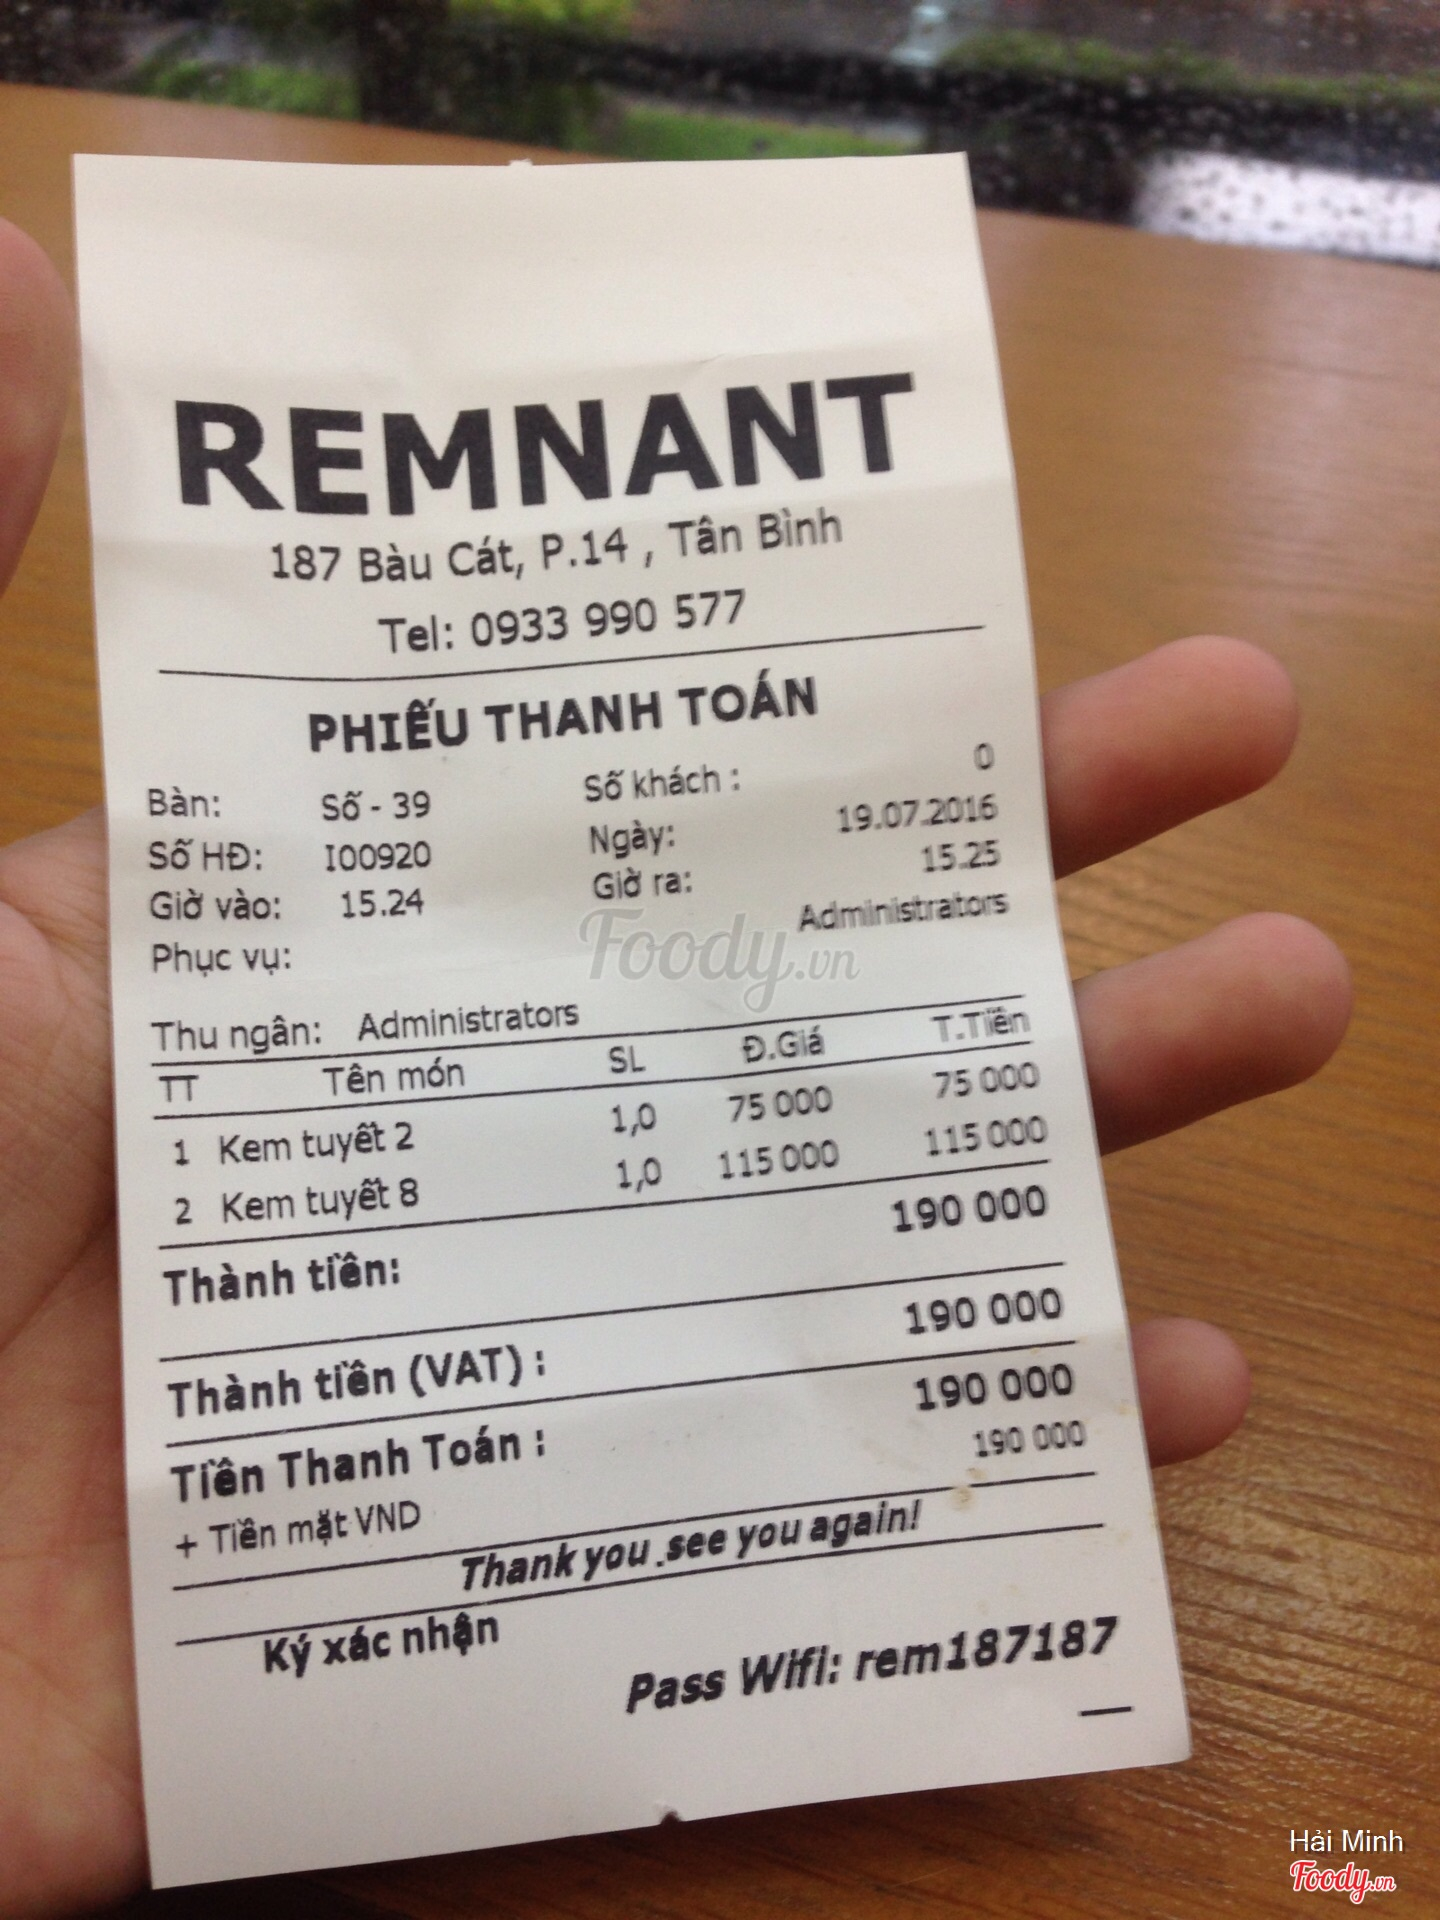 REMNANT
187 Bàu Cát, P.14 , Tân Bình
Tel: 0933 990 577
PHIẾU THANH TOÁN
Bàn: Số - 39 Số khách : 0
Số HĐ: I00920 Ngày: 19.07.2016
Giờ vào: 15.24 Giờ ra: 15.25
Phục vụ: Administrators
Thu ngân: Administrators
TT Tên món SL Đ.Giá T.Tiền
1 Kem tuyết 2 1,0 75 000 75 000
2 Kem tuyết 8 1,0 115 000 115 000
Thành tiền: 190 000
Thành tiền (VAT) : 190 000
Tiền Thanh Toán : 190 000
+ Tiền mặt VND 190 000
Thank you .see you again!
Ký xác nhận
Pass Wifi: rem187187
Foody.vn
Hải Minh
Foody.vn